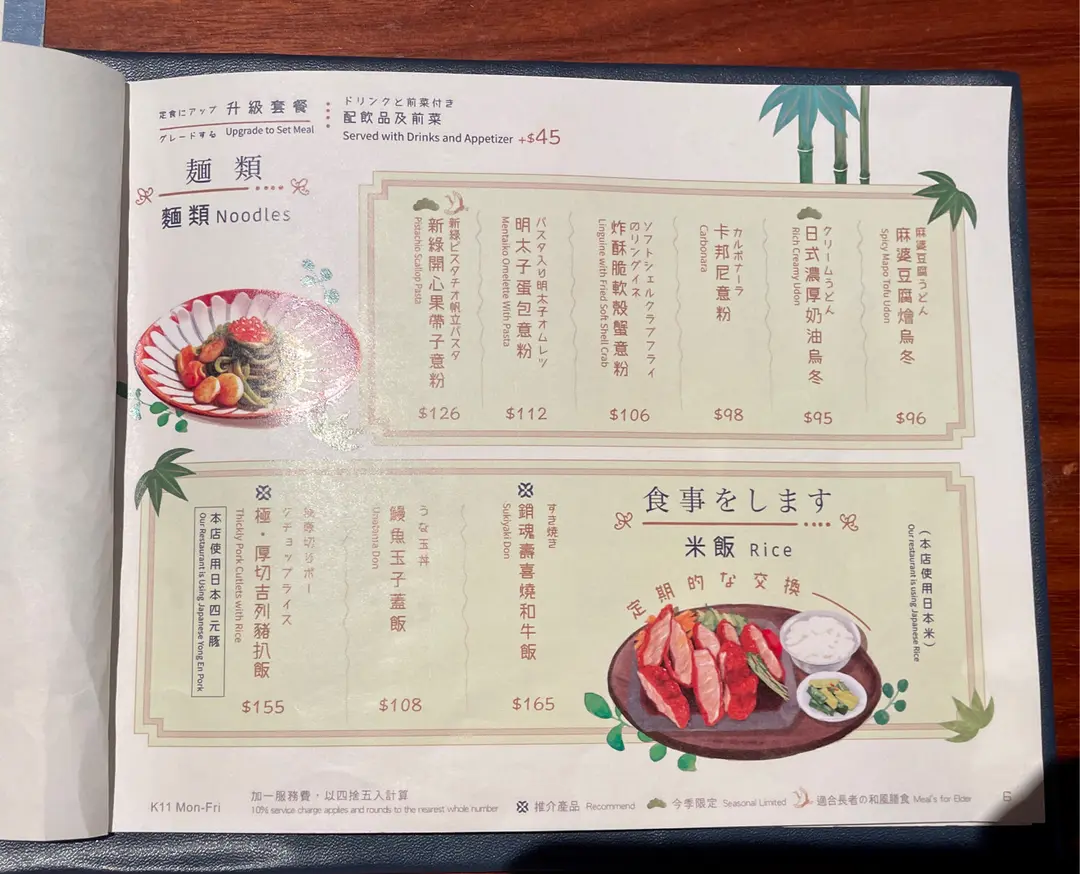 定食にアップ
グレードする
升級套餐
Upgrade to Set Meal
ドリンクと前菜付き
配飲品及前菜
Served with Drinks and Appetizer +$45
麺類
麵類 Noodles
新緑ピスタチオ帆立パスタ
新綠開心果帶子意粉
Pistachio Scallop Pasta
$126
パスタ入り明太子オムレツ
明太子蛋包意粉
Mentaiko Omelette With Pasta
$112
ソフトシェルクラブフライ
のリングイネ
炸酥脆軟殼蟹意粉
Linguine with Fried Soft Shell Crab
$106
カルボナーラ
卡邦尼意粉
Carbonara
$98
クリームうどん
日式濃厚奶油烏冬
Rich Creamy Udon
$95
麻婆豆腐うどん
麻婆豆腐燴烏冬
Spicy Mapo Tofu Udon
$96
食事をします
米飯 Rice
定期的な交換
(本店使用日本米)
Our restaurant is using Japanese Rice
すき焼き
鎖魂壽喜燒和牛飯
Sukiyaki Don
$165
うな玉丼
鰻魚玉子蓋飯
Unatama Don
$108
チョップライス
極・厚切吉列豬扒飯
Thickly Pork Cutlets with Rice
$155
本店使用日本四元豚
Our Restaurant is Using Japanese Yong En Pork
K11 Mon-Fri
加一服務費，以四捨五入計算
10% service charge applies and rounds to the nearest whole number
推介產品 Recommend
今季限定 Seasonal Limited
適合長者の和風膳食 Meal's for Elder
6